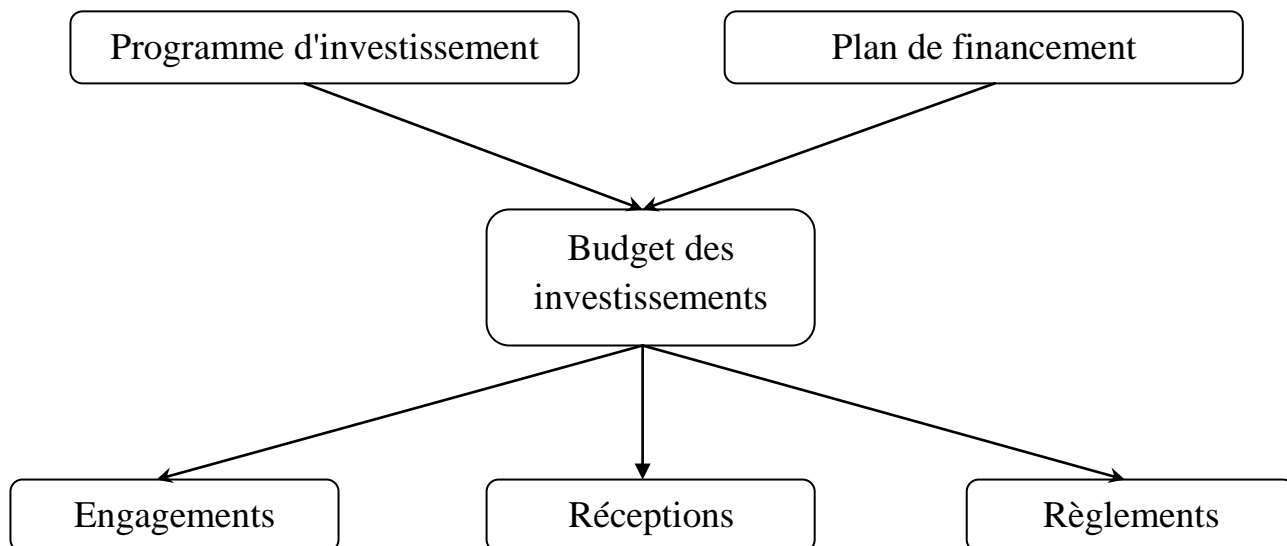 Programme d'investissement
Plan de financement
Budget des
investissements
Engagements
Réceptions
Règlements